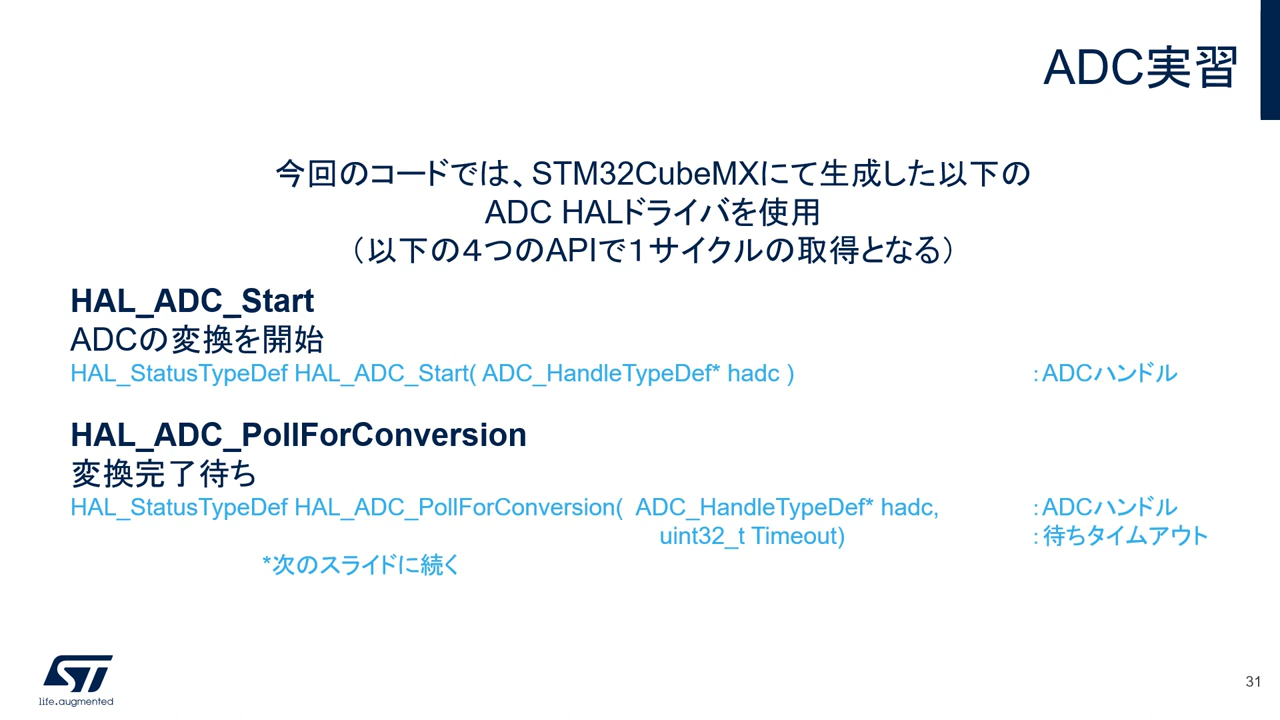 ADC実習
今回のコードでは、STM32CubeMXにて生成した以下の
ADC HALドライバを使用
（以下の４つのAPIで１サイクルの取得となる）
HAL_ADC_Start
ADCの変換を開始
HAL_StatusTypeDef HAL_ADC_Start( ADC_HandleTypeDef* hadc ) ：ADCハンドル
HAL_ADC_PollForConversion
変換完了待ち
HAL_StatusTypeDef HAL_ADC_PollForConversion( ADC_HandleTypeDef* hadc, ：ADCハンドル
uint32_t Timeout) ：待ちタイムアウト
*次のスライドに続く
ST
life.augmented
31